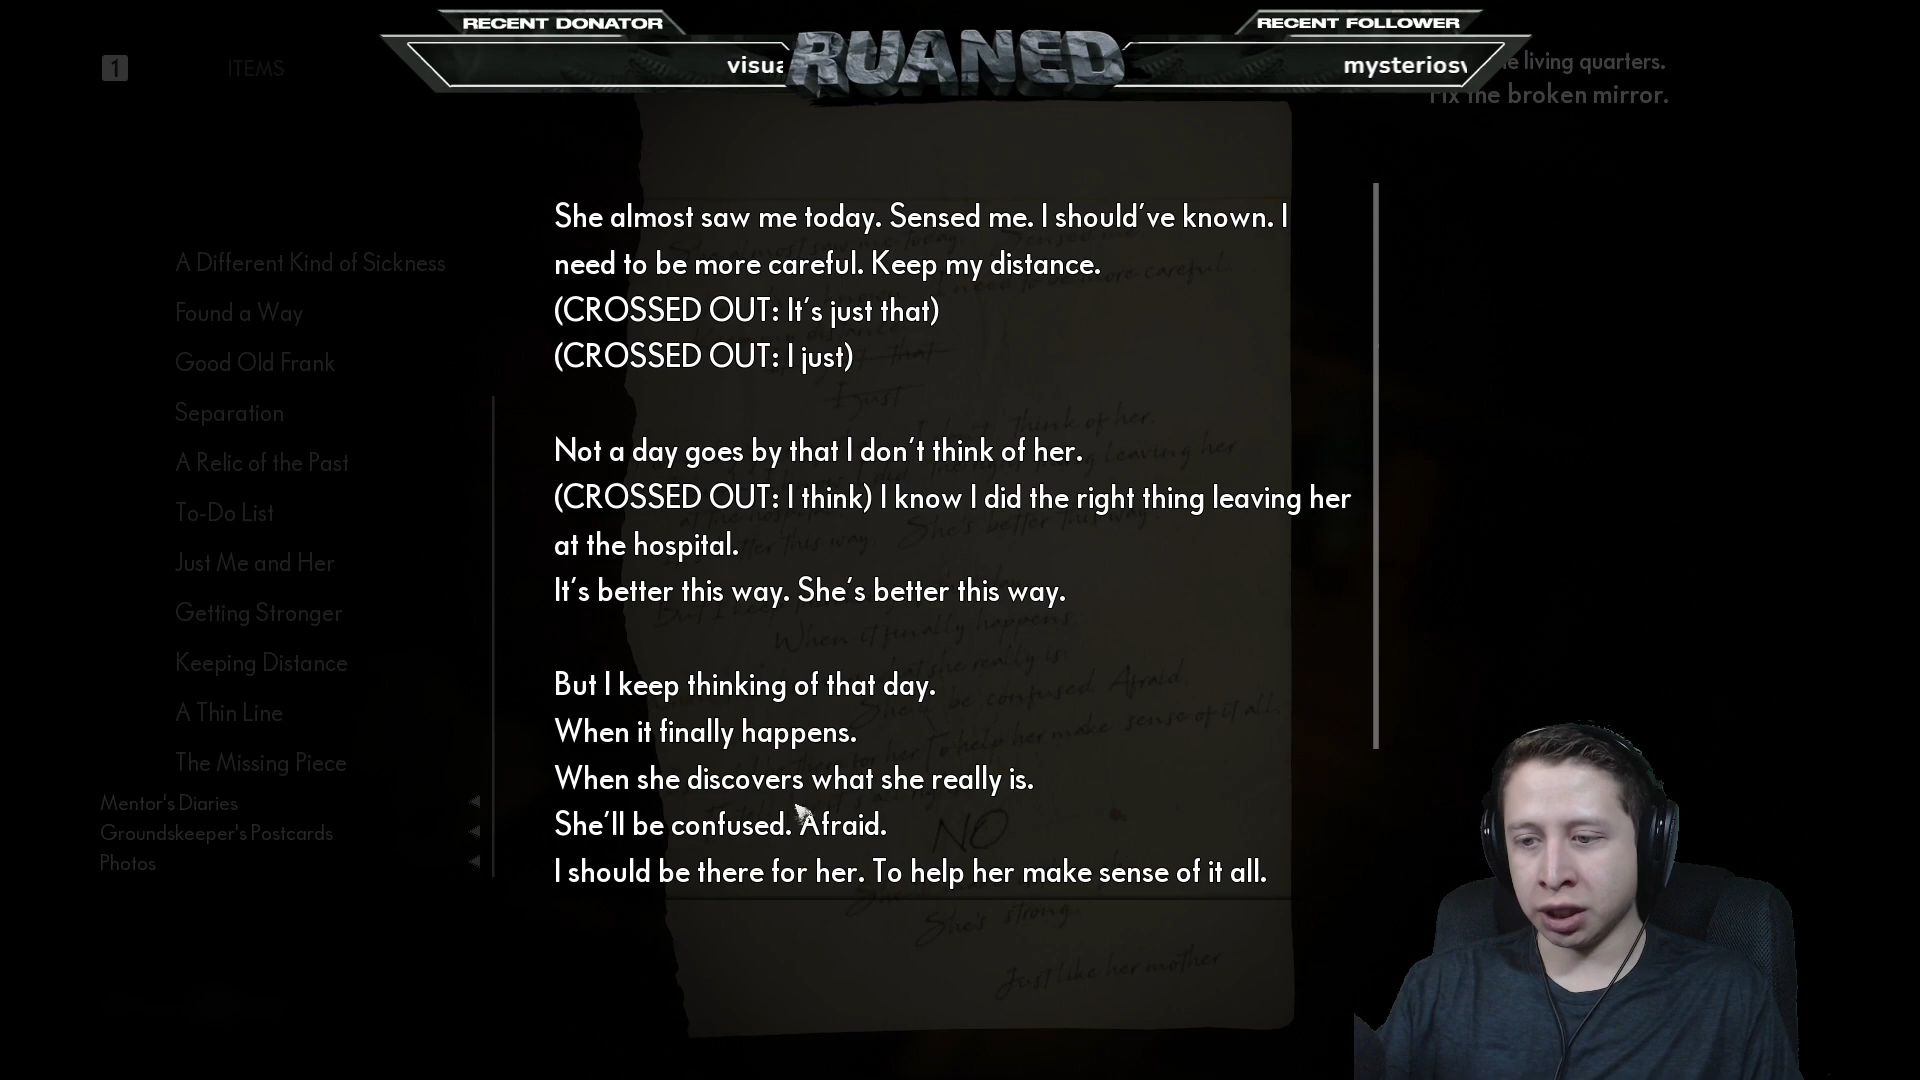 RECENT DONATOR
RECENT FOLLOWER
RUANED
1
ITEMS
living quarters.
the broken mirror.
She almost saw me today. Sensed me. I should've known. I
need to be more careful. Keep my distance.
(CROSSED OUT: It's just that)
(CROSSED OUT: I just)
Not a day goes by that I don't think of her.
(CROSSED OUT: I think) I know I did the right thing leaving her
at the hospital.
It's better this way. She's better this way.
But I keep thinking of that day.
When it finally happens.
When she discovers what she really is.
She'll be confused. Afraid.
I should be there for her. To help her make sense of it all.
A Different Kind of Sickness
Found a Way
Good Old Frank
Separation
A Relic of the Past
To-Do List
Just Me and Her
Getting Stronger
Keeping Distance
A Thin Line
The Missing Piece
Mentor's Diaries
Groundskeeper's Postcards
Photos
NO
She's strong.
Just like her mother